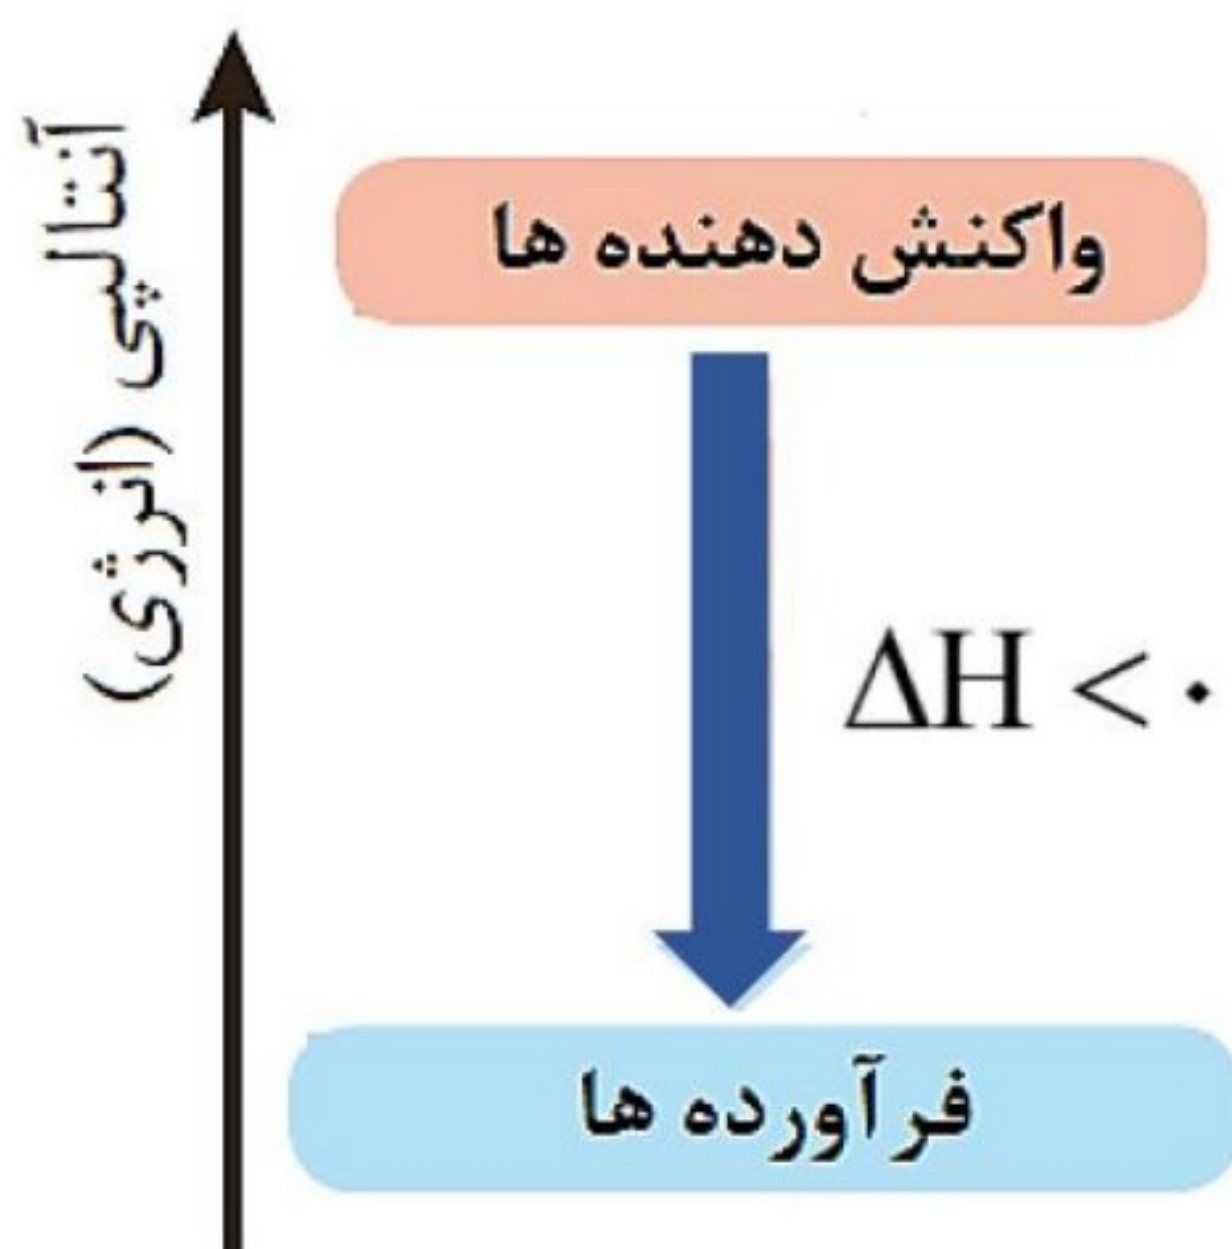 آنتالپی (انرژی)
واکنش دهنده ها
ΔH < ۰
فرآورده ها